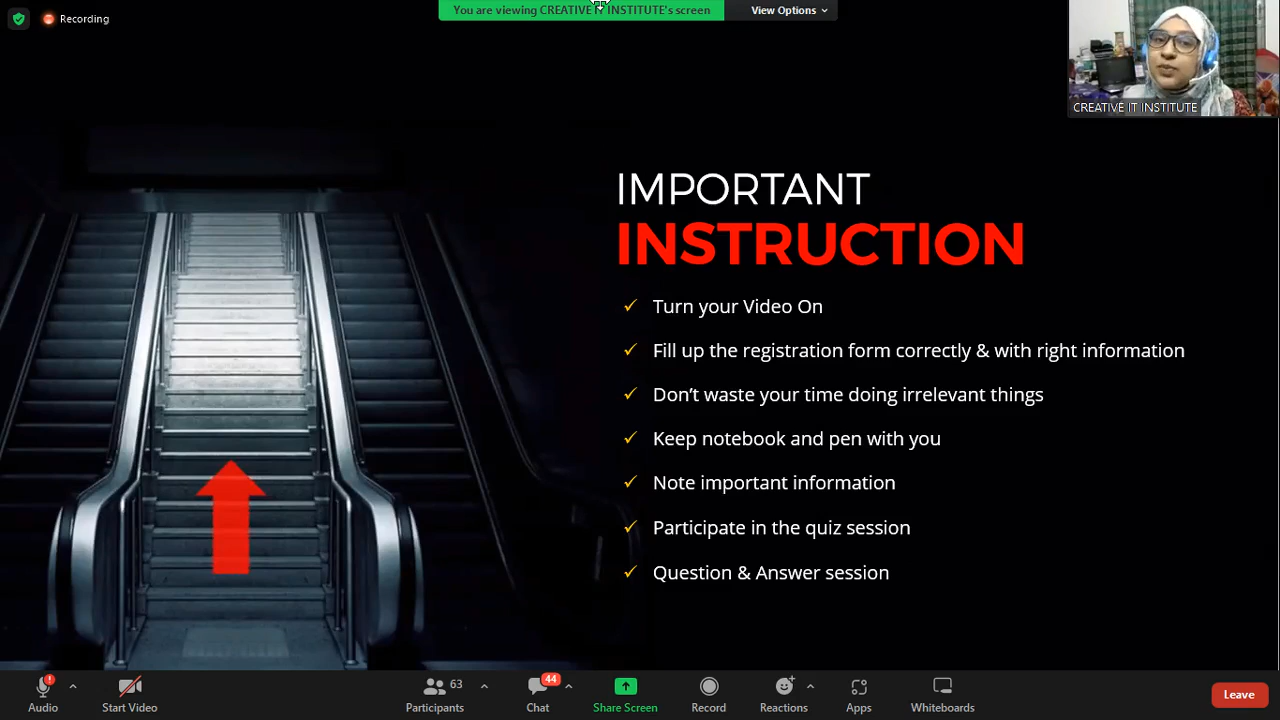 Recording
You are viewing CREATIVE IT INSTITUTE's screen
View Options
CREATIVE IT INSTITUTE
IMPORTANT
INSTRUCTION
✓ Turn your Video On
✓ Fill up the registration form correctly & with right information
✓ Don’t waste your time doing irrelevant things
✓ Keep notebook and pen with you
✓ Note important information
✓ Participate in the quiz session
✓ Question & Answer session
63
44
Audio
Start Video
Participants
Chat
Share Screen
Record
Reactions
Apps
Whiteboards
Leave